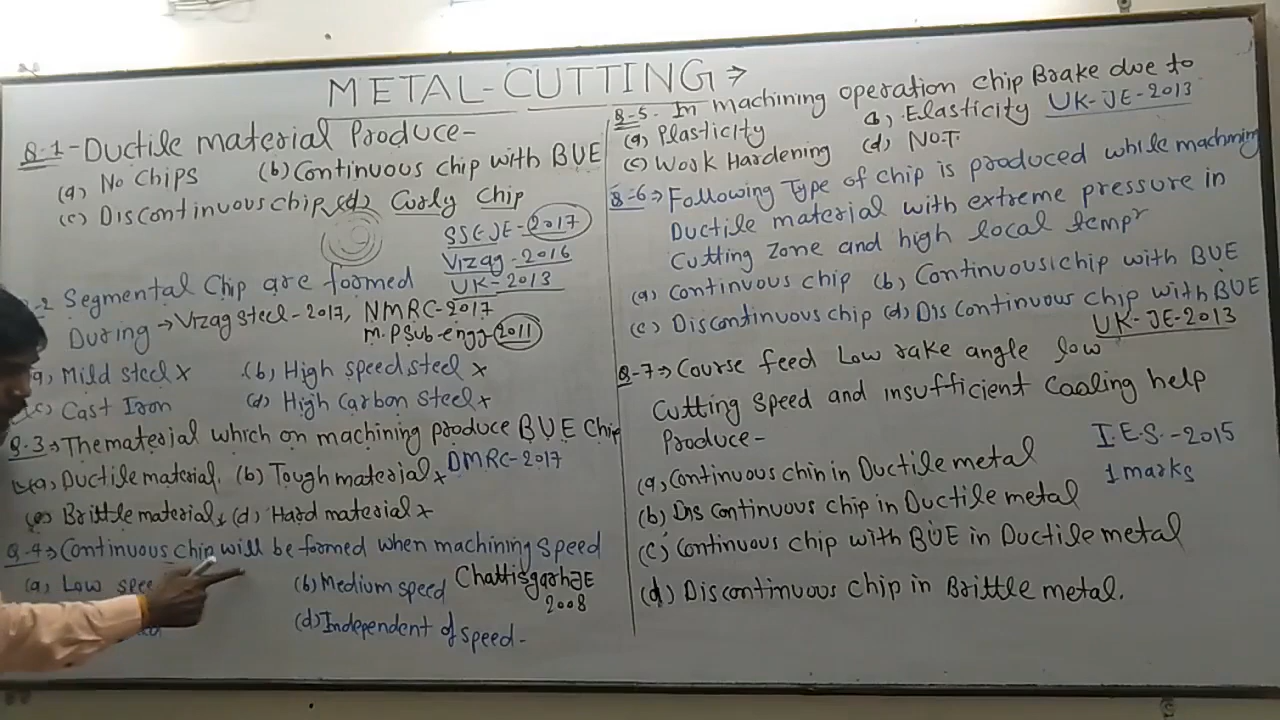 METAL-CUTTING →
Q.1 - Ductile material Produce-
(a) No Chips (b) Continuous chip with BUE
(c) Discontinuous chip (d) Curly Chip
SSC-JE-2017
Vizag-2016
UK-2013
-2 Segmental Chip are formed
During → Vizag steel-2017, NMRC-2017
M.P Sub-engg-2011
a) Mild steel x (b) High speed steel x
(c) Cast Iron (d) High Carbon steel x
Q.3 → The material which on machining produce BUE Chip
(a) Ductile material. (b) Tough material x DMRC-2017
(c) Brittle material x (d) Hard material x
Q.4 → Continuous chip will be formed when machining speed
(a) Low spee (b) Medium speed Chattisgarh JE
2008
(d) Independent of speed-
Q-5. In machining operation chip Brake due to
(a) Plasticity (b) Elasticity UK-JE-2013
(c) Work Hardening (d) N.O.T.
Q-6 → Following Type of chip is produced while machining
Ductile material with extreme pressure in
Cutting Zone and high local tempr
(a) Continuous chip (b) Continuous chip with BUE
(c) Discontinuous chip (d) Dis Continuous chip with BUE
UK-JE-2013
Q-7 → Course feed Low rake angle low
Cutting Speed and insufficient Cooling help
Produce-
I.E.S.-2015
1 marks
(a) Continuous chin in Ductile metal
(b) Dis continuous chip in Ductile metal
(c) Continuous chip with BUE in Ductile metal
(d) Discontinuous chip in Brittle metal.